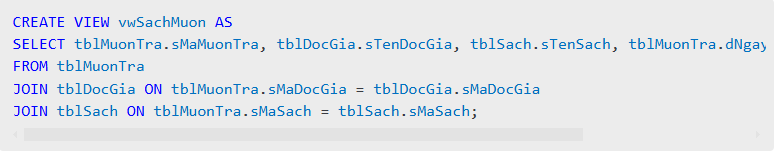 CREATE VIEW vwSachMuon AS
SELECT tblMuonTra.sMaMuonTra, tblDocGia.sTenDocGia, tblSach.sTenSach, tblMuonTra.dNgay
FROM tblMuonTra
JOIN tblDocGia ON tblMuonTra.sMaDocGia = tblDocGia.sMaDocGia
JOIN tblSach ON tblMuonTra.sMaSach = tblSach.sMaSach;